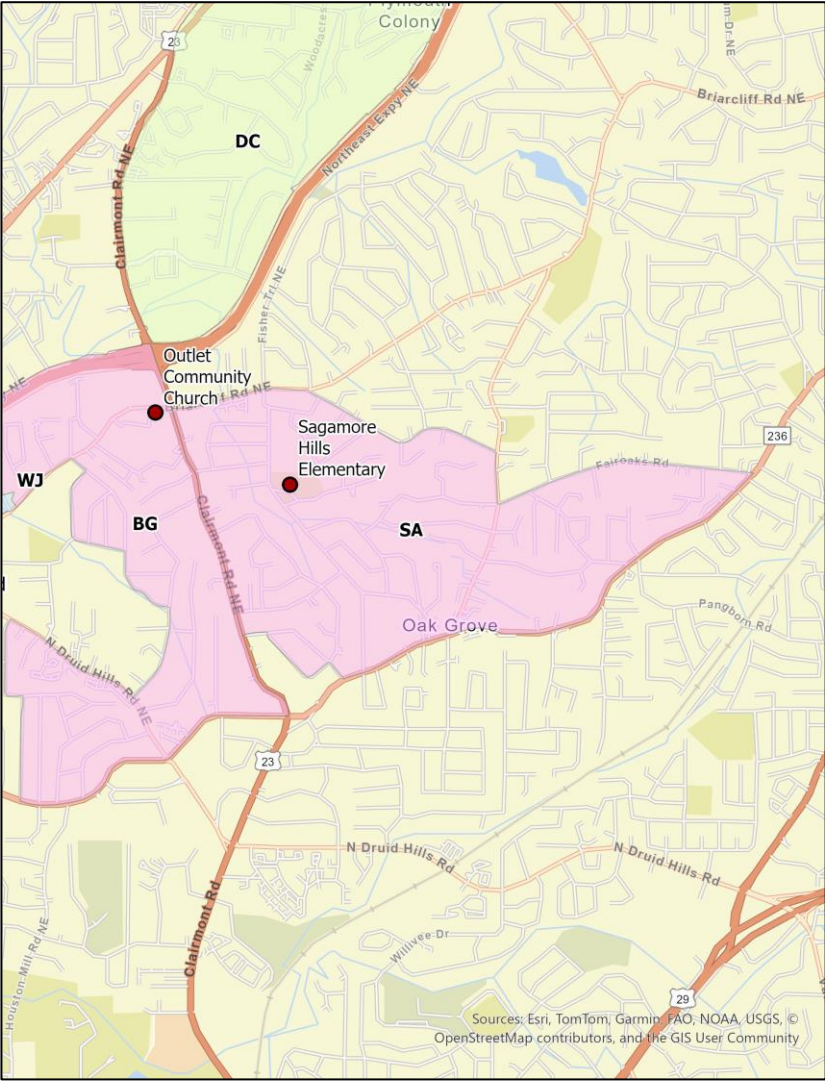 Plymouth
Colony
23
Woodacres
DC
Northeast Expy NE
Briarcliff Rd NE
Clairmont Rd NE
Fisher Trl NE
Outlet
Community
Church
Rd NE
Sagamore
Hills
Elementary
236
Fairoaks Rd
WJ
BG
SA
Clairmont Rd NE
Oak Grove
Pangborn Rd
N Druid Hills Rd NE
23
N Druid Hills Rd
N Druid Hills Rd
Clairmont Rd
Willivee Dr
Houston Mill Rd NE
29
Sources: Esri, TomTom, Garmin, FAO, NOAA, USGS, ©
OpenStreetMap contributors, and the GIS User Community